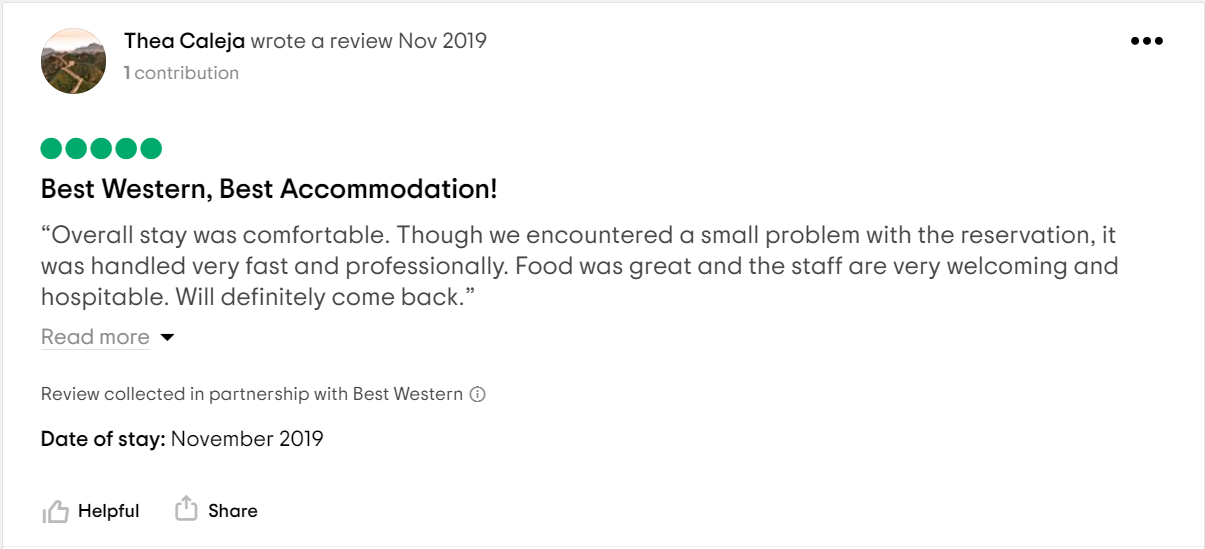 Thea Caleja wrote a review Nov 2019
1 contribution
Best Western, Best Accommodation!
“Overall stay was comfortable. Though we encountered a small problem with the reservation, it
was handled very fast and professionally. Food was great and the staff are very welcoming and
hospitable. Will definitely come back.”
Read more
Review collected in partnership with Best Western
Date of stay: November 2019
Helpful Share